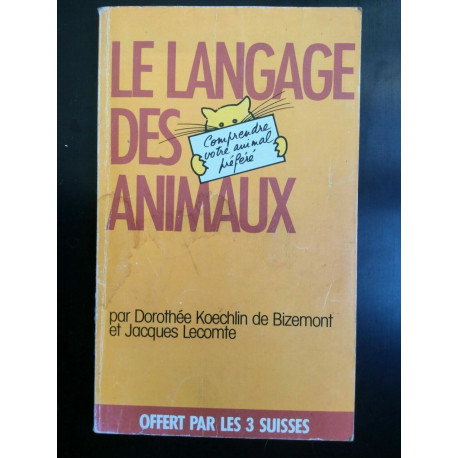 LE LANGAGE
DES
ANIMAUX
Comprendre
votre animal
préféré
par Dorothée Koechlin de Bizemont
et Jacques Lecomte
OFFERT PAR LES 3 SUISSES